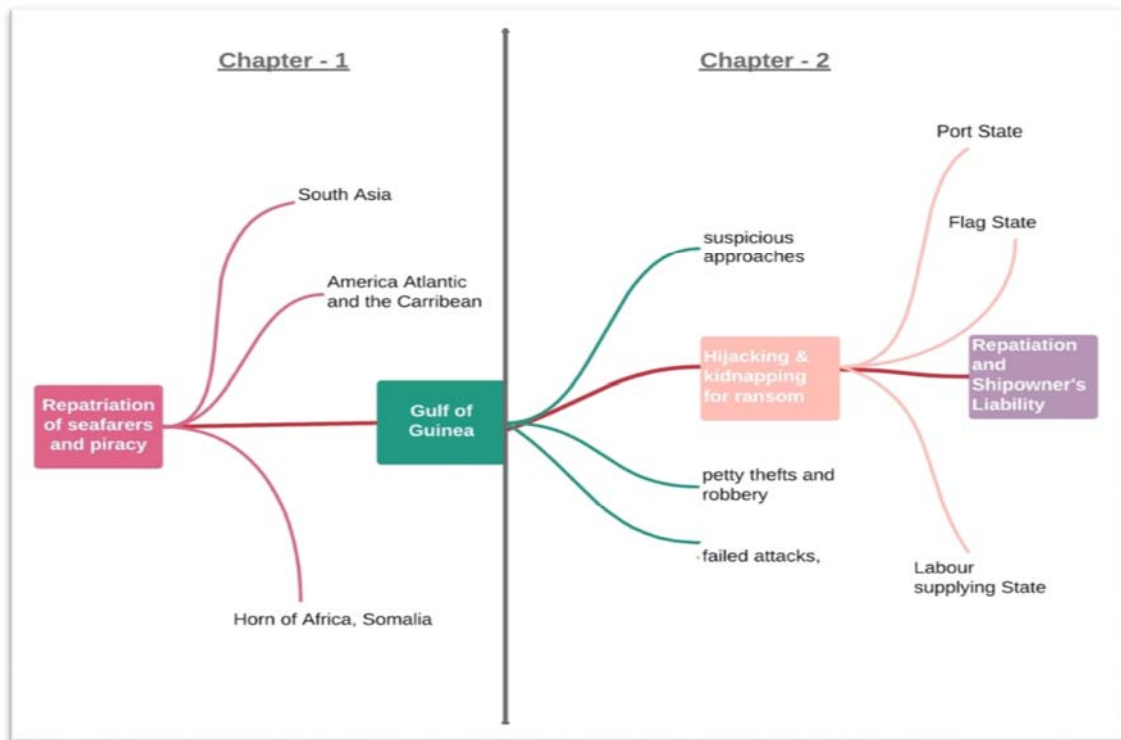 Chapter - 1
South Asia
America Atlantic
and the Carribean
Repatriation
of seafarers
and piracy
Gulf of
Guinea
Horn of Africa, Somalia
Chapter - 2
Port State
Flag State
suspicious
approaches
Hijacking &
kidnapping
for ransom
Repatiation
and
Shipowner's
Liability
petty thefts and
robbery
failed attacks,
Labour
supplying State